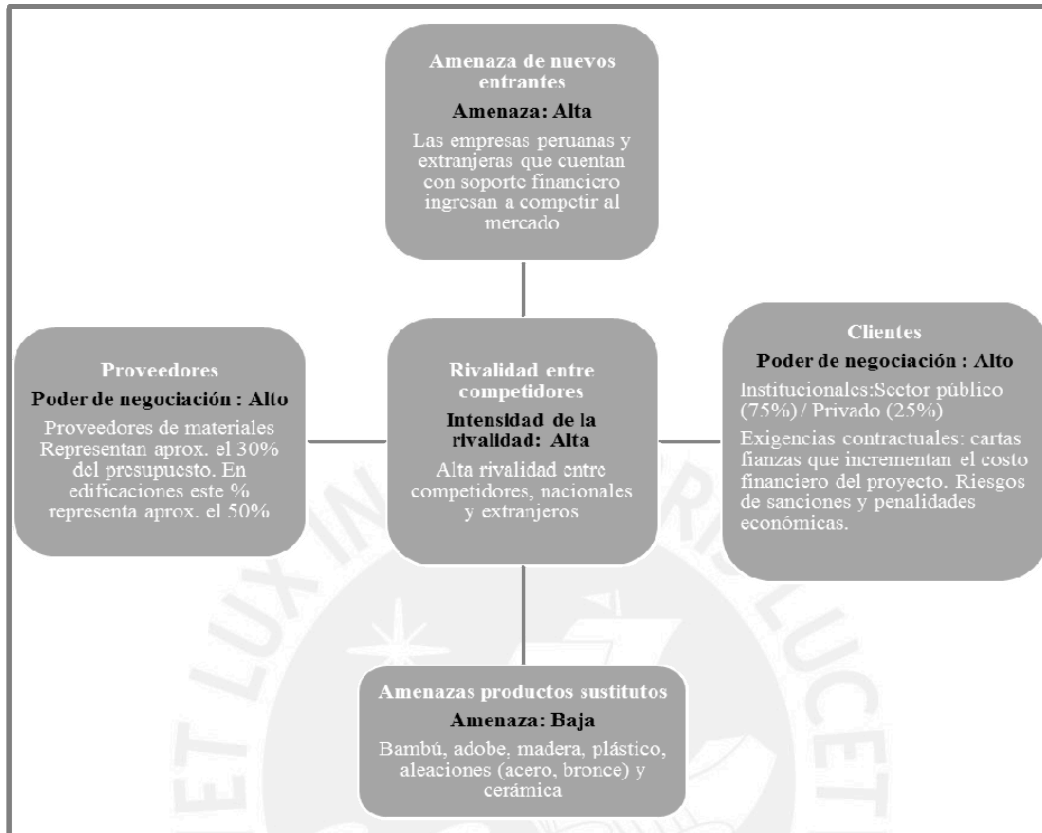 Amenaza de nuevos
entrantes
Amenaza: Alta
Las empresas peruanas y
extranjeras que cuentan
con soporte financiero
ingresan a competir al
mercado
Proveedores
Poder de negociación : Alto
Proveedores de materiales
Representan aprox. el 30%
del presupuesto. En
edificaciones este %
representa aprox. el 50%
Rivalidad entre
competidores
Intensidad de la
rivalidad: Alta
Alta rivalidad entre
competidores, nacionales
y extranjeros
Clientes
Poder de negociación : Alto
Institucionales:Sector público
(75%) / Privado (25%)
Exigencias contractuales: cartas
fianzas que incrementan el costo
financiero del proyecto. Riesgos
de sanciones y penalidades
económicas.
Amenazas productos sustitutos
Amenaza: Baja
Bambú, adobe, madera, plástico,
aleaciones (acero, bronce) y
cerámica
ET LUX IN